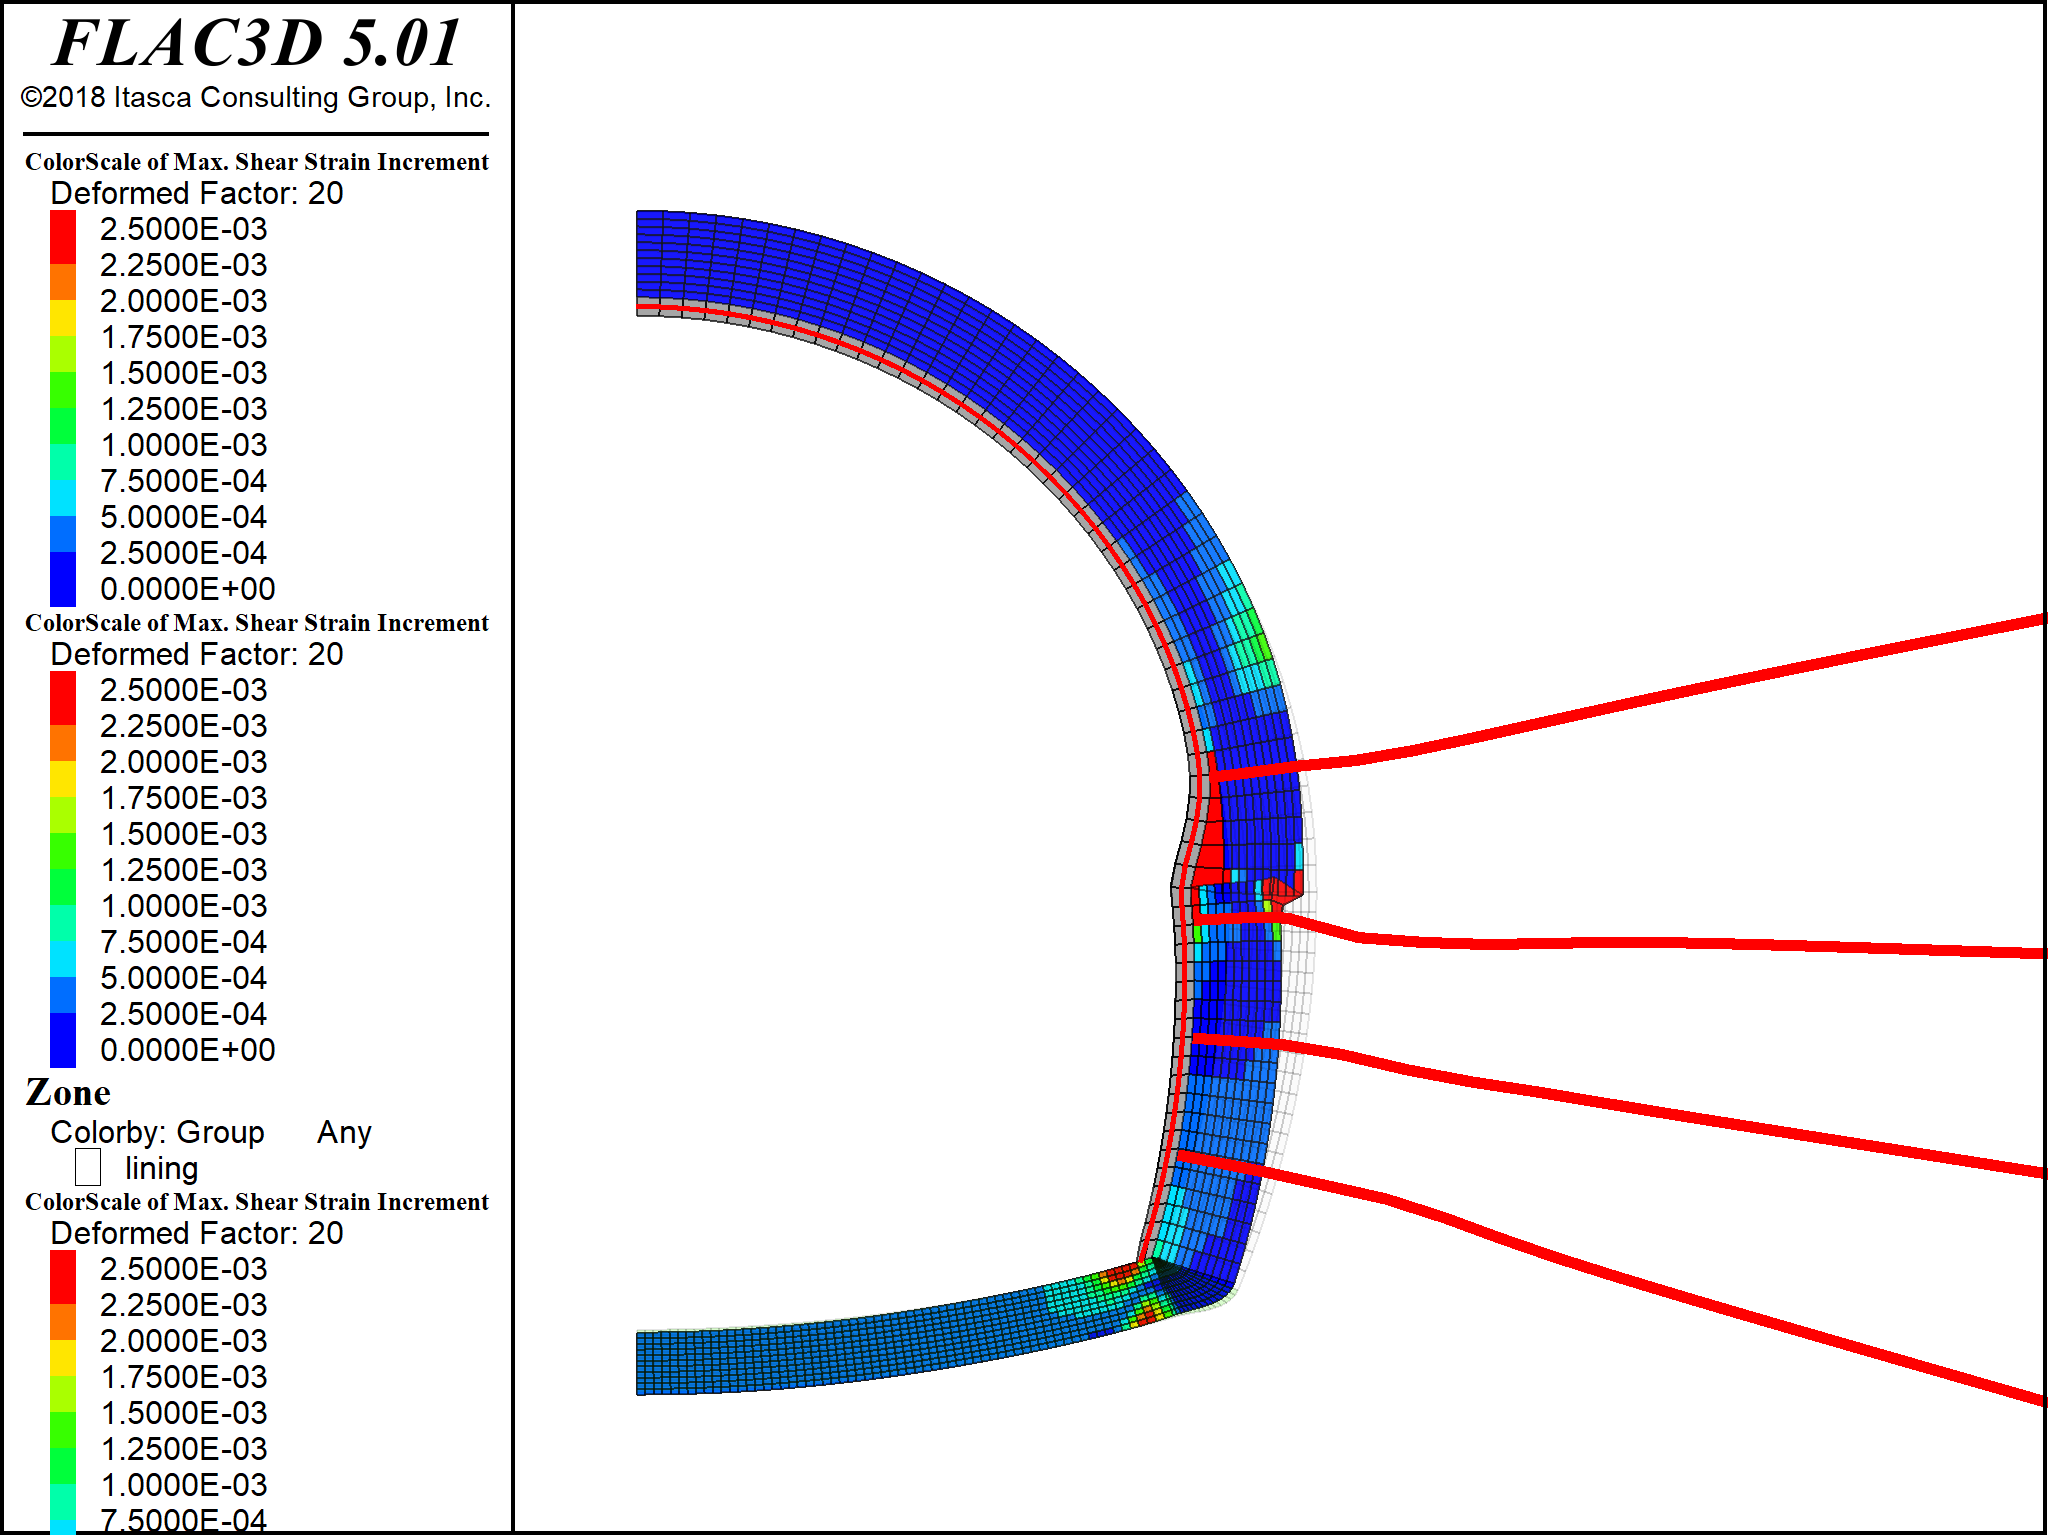 FLAC3D 5.01
©2018 Itasca Consulting Group, Inc.
ColorScale of Max. Shear Strain Increment
Deformed Factor: 20
2.5000E-03
2.2500E-03
2.0000E-03
1.7500E-03
1.5000E-03
1.2500E-03
1.0000E-03
7.5000E-04
5.0000E-04
2.5000E-04
0.0000E+00
ColorScale of Max. Shear Strain Increment
Deformed Factor: 20
2.5000E-03
2.2500E-03
2.0000E-03
1.7500E-03
1.5000E-03
1.2500E-03
1.0000E-03
7.5000E-04
5.0000E-04
2.5000E-04
0.0000E+00
Zone
Colorby: Group Any
lining
ColorScale of Max. Shear Strain Increment
Deformed Factor: 20
2.5000E-03
2.2500E-03
2.0000E-03
1.7500E-03
1.5000E-03
1.2500E-03
1.0000E-03
7.5000E-04